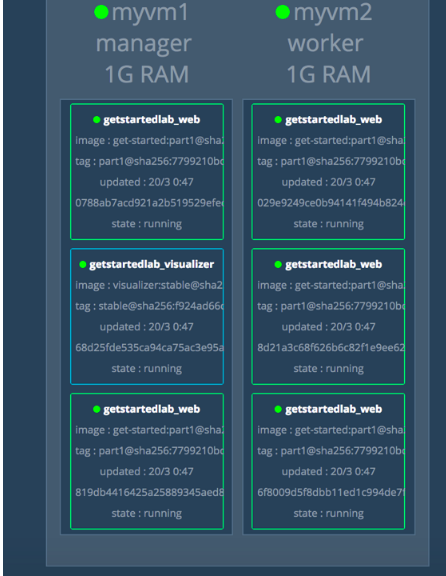 myvm1
manager
1G RAM
getstartedlab_web
image : get-started:part1@sha
tag : part1@sha256:7799210b
updated : 20/3 0:47
0788ab7acd921a2b519529efe
state : running
getstartedlab_visualizer
image : visualizer:stable@sha2
tag : stable@sha256:f924ad66
updated : 20/3 0:47
68d25fde535ca94ca75ac3e95a
state : running
getstartedlab_web
image : get-started:part1@sha
tag : part1@sha256:7799210b
updated : 20/3 0:47
819db4416425a25889345aed8
state : running
myvm2
worker
1G RAM
getstartedlab_web
image : get-started:part1@sha
tag : part1@sha256:7799210b
updated : 20/3 0:47
029e9249ce0b94141f494b824
state : running
getstartedlab_web
image : get-started:part1@sha
tag : part1@sha256:7799210b
updated : 20/3 0:47
8d21a3c68f626b6c82f1e9ee62
state : running
getstartedlab_web
image : get-started:part1@sha
tag : part1@sha256:7799210b
updated : 20/3 0:47
6f8009d5f8dbb11ed1c994de7
state : running